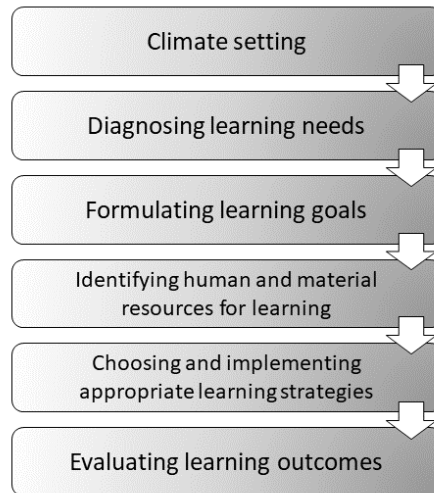 Climate setting
Diagnosing learning needs
Formulating learning goals
Identifying human and material
resources for learning
Choosing and implementing
appropriate learning strategies
Evaluating learning outcomes